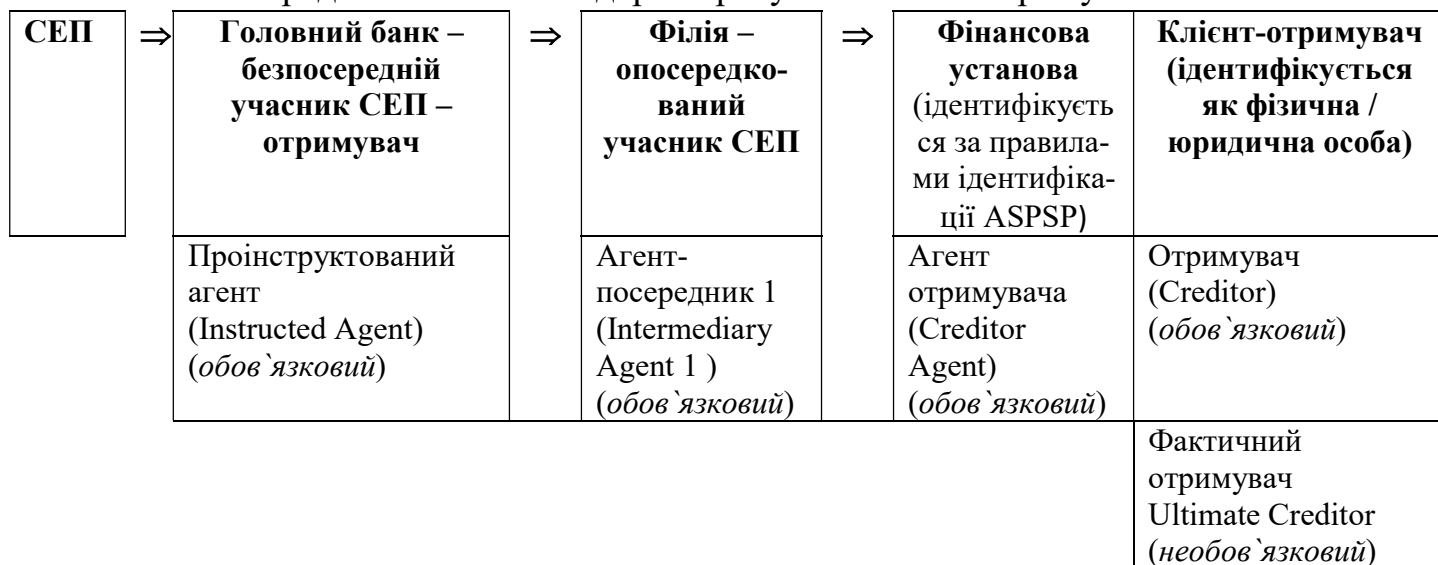 СЕП
⇒
Головний банк –
безпосередній
учасник СЕП –
отримувач
⇒
Філія –
опосередко-
ваний
учасник СЕП
⇒
Фінансова
установа
(ідентифікуєть
ся за правила-
ми ідентифіка-
ції ASPSP)
Клієнт-отримувач
(ідентифікується
як фізична /
юридична особа)
Проінструктований
агент
(Instructed Agent)
(обов`язковий)
Агент-
посередник 1
(Intermediary
Agent 1 )
(обов`язковий)
Агент
отримувача
(Creditor
Agent)
(обов`язковий)
Отримувач
(Creditor)
(обов`язковий)
Фактичний
отримувач
Ultimate Creditor
(необов`язковий)